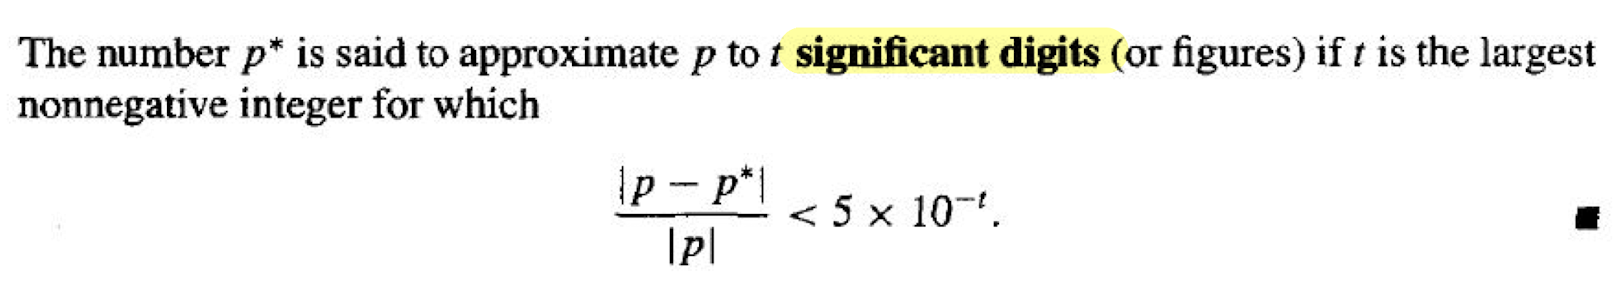 The number p* is said to approximate p to t significant digits (or figures) if t is the largest
nonnegative integer for which
|p − p*|
|p|
< 5 × 10⁻ᵗ.